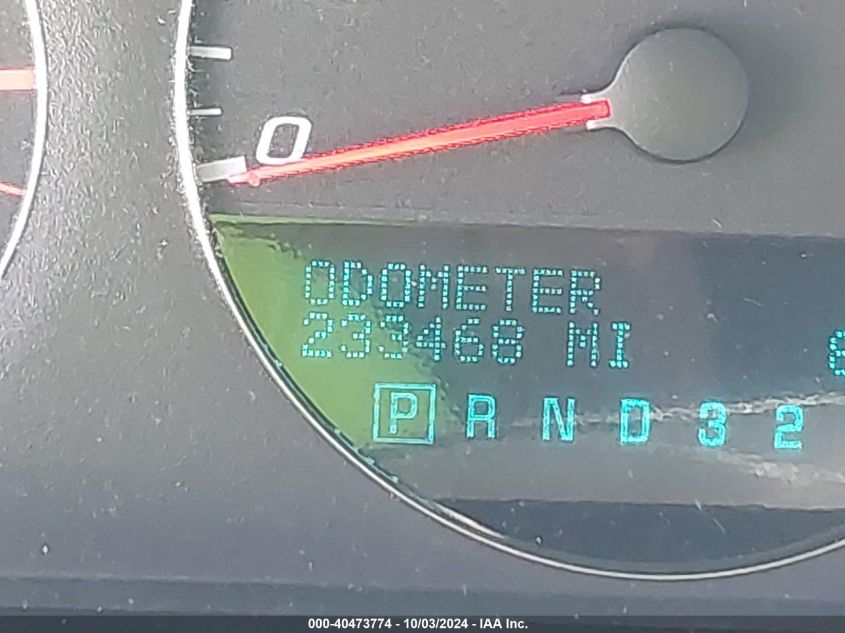 0
ODOMETER
233468 MI
P R N D 3 2
000-40473774 - 10/03/2024 - IAA Inc.